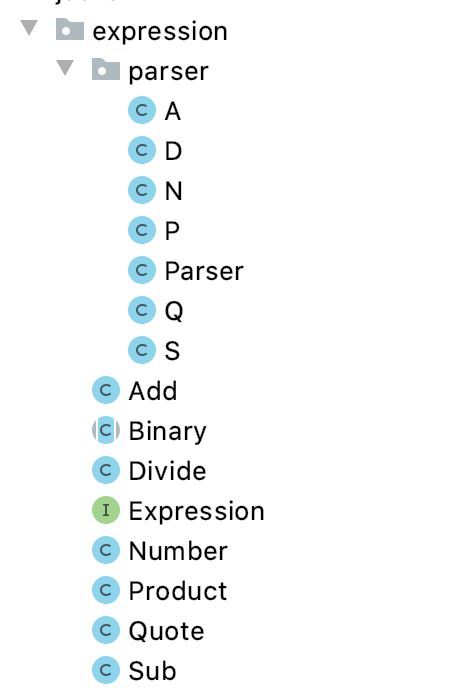 expression
parser
C A
C D
C N
C P
C Parser
C Q
C S
C Add
C Binary
C Divide
I Expression
C Number
C Product
C Quote
C Sub